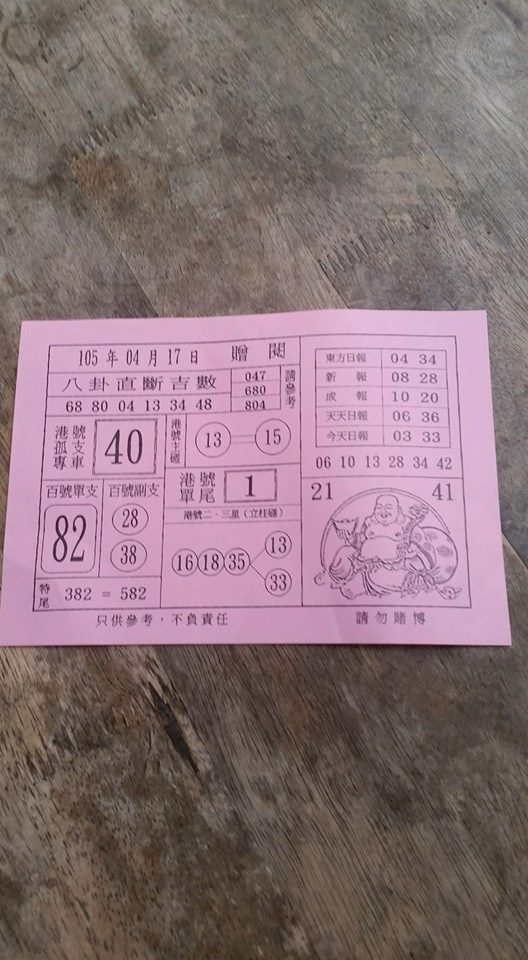 105 年 04 月 17 日 贈 閱
八卦直斷吉數
68 80 04 13 34 48
047
680
804
請參考
港號
孤支
專車
40
港號主碰
13 15
港號
單尾
1
百號單支
82
百號副支
28
38
港號二·三星(立柱碰)
16 18 35
13
33
特尾
382 = 582
東方日報 04 34
新 報 08 28
成 報 10 20
天天日報 06 36
今天日報 03 33
06 10 13 28 34 42
21 41
只供參考，不負責任
請勿賭博